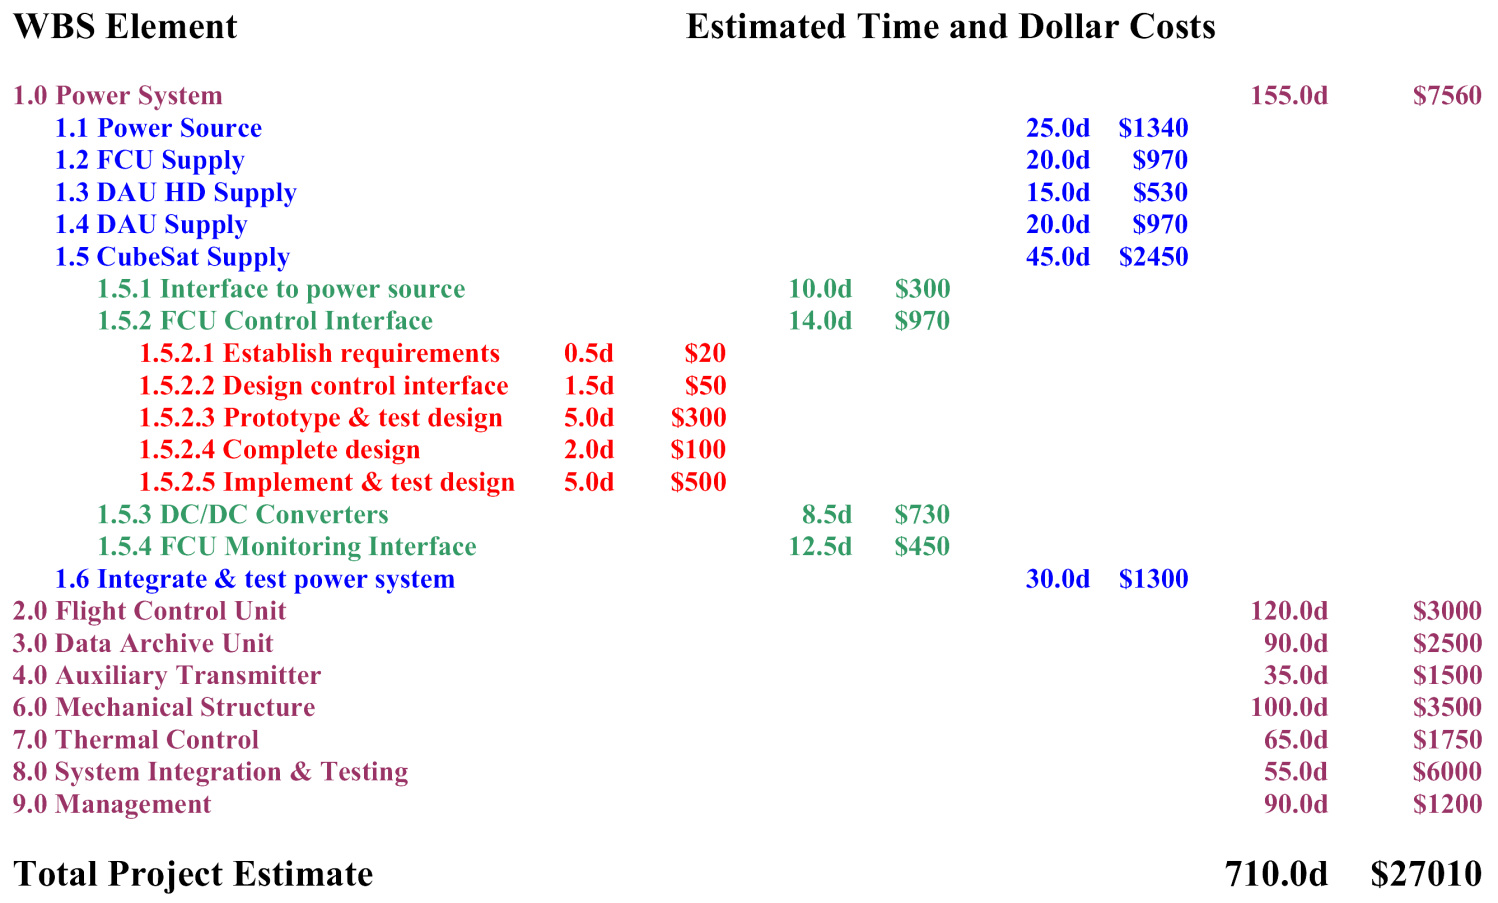 WBS Element Estimated Time and Dollar Costs
1.0 Power System 155.0d $7560
1.1 Power Source 25.0d $1340
1.2 FCU Supply 20.0d $970
1.3 DAU HD Supply 15.0d $530
1.4 DAU Supply 20.0d $970
1.5 CubeSat Supply 45.0d $2450
1.5.1 Interface to power source 10.0d $300
1.5.2 FCU Control Interface 14.0d $970
1.5.2.1 Establish requirements 0.5d $20
1.5.2.2 Design control interface 1.5d $50
1.5.2.3 Prototype & test design 5.0d $300
1.5.2.4 Complete design 2.0d $100
1.5.2.5 Implement & test design 5.0d $500
1.5.3 DC/DC Converters 8.5d $730
1.5.4 FCU Monitoring Interface 12.5d $450
1.6 Integrate & test power system 30.0d $1300
2.0 Flight Control Unit 120.0d $3000
3.0 Data Archive Unit 90.0d $2500
4.0 Auxiliary Transmitter 35.0d $1500
6.0 Mechanical Structure 100.0d $3500
7.0 Thermal Control 65.0d $1750
8.0 System Integration & Testing 55.0d $6000
9.0 Management 90.0d $1200
Total Project Estimate 710.0d $27010